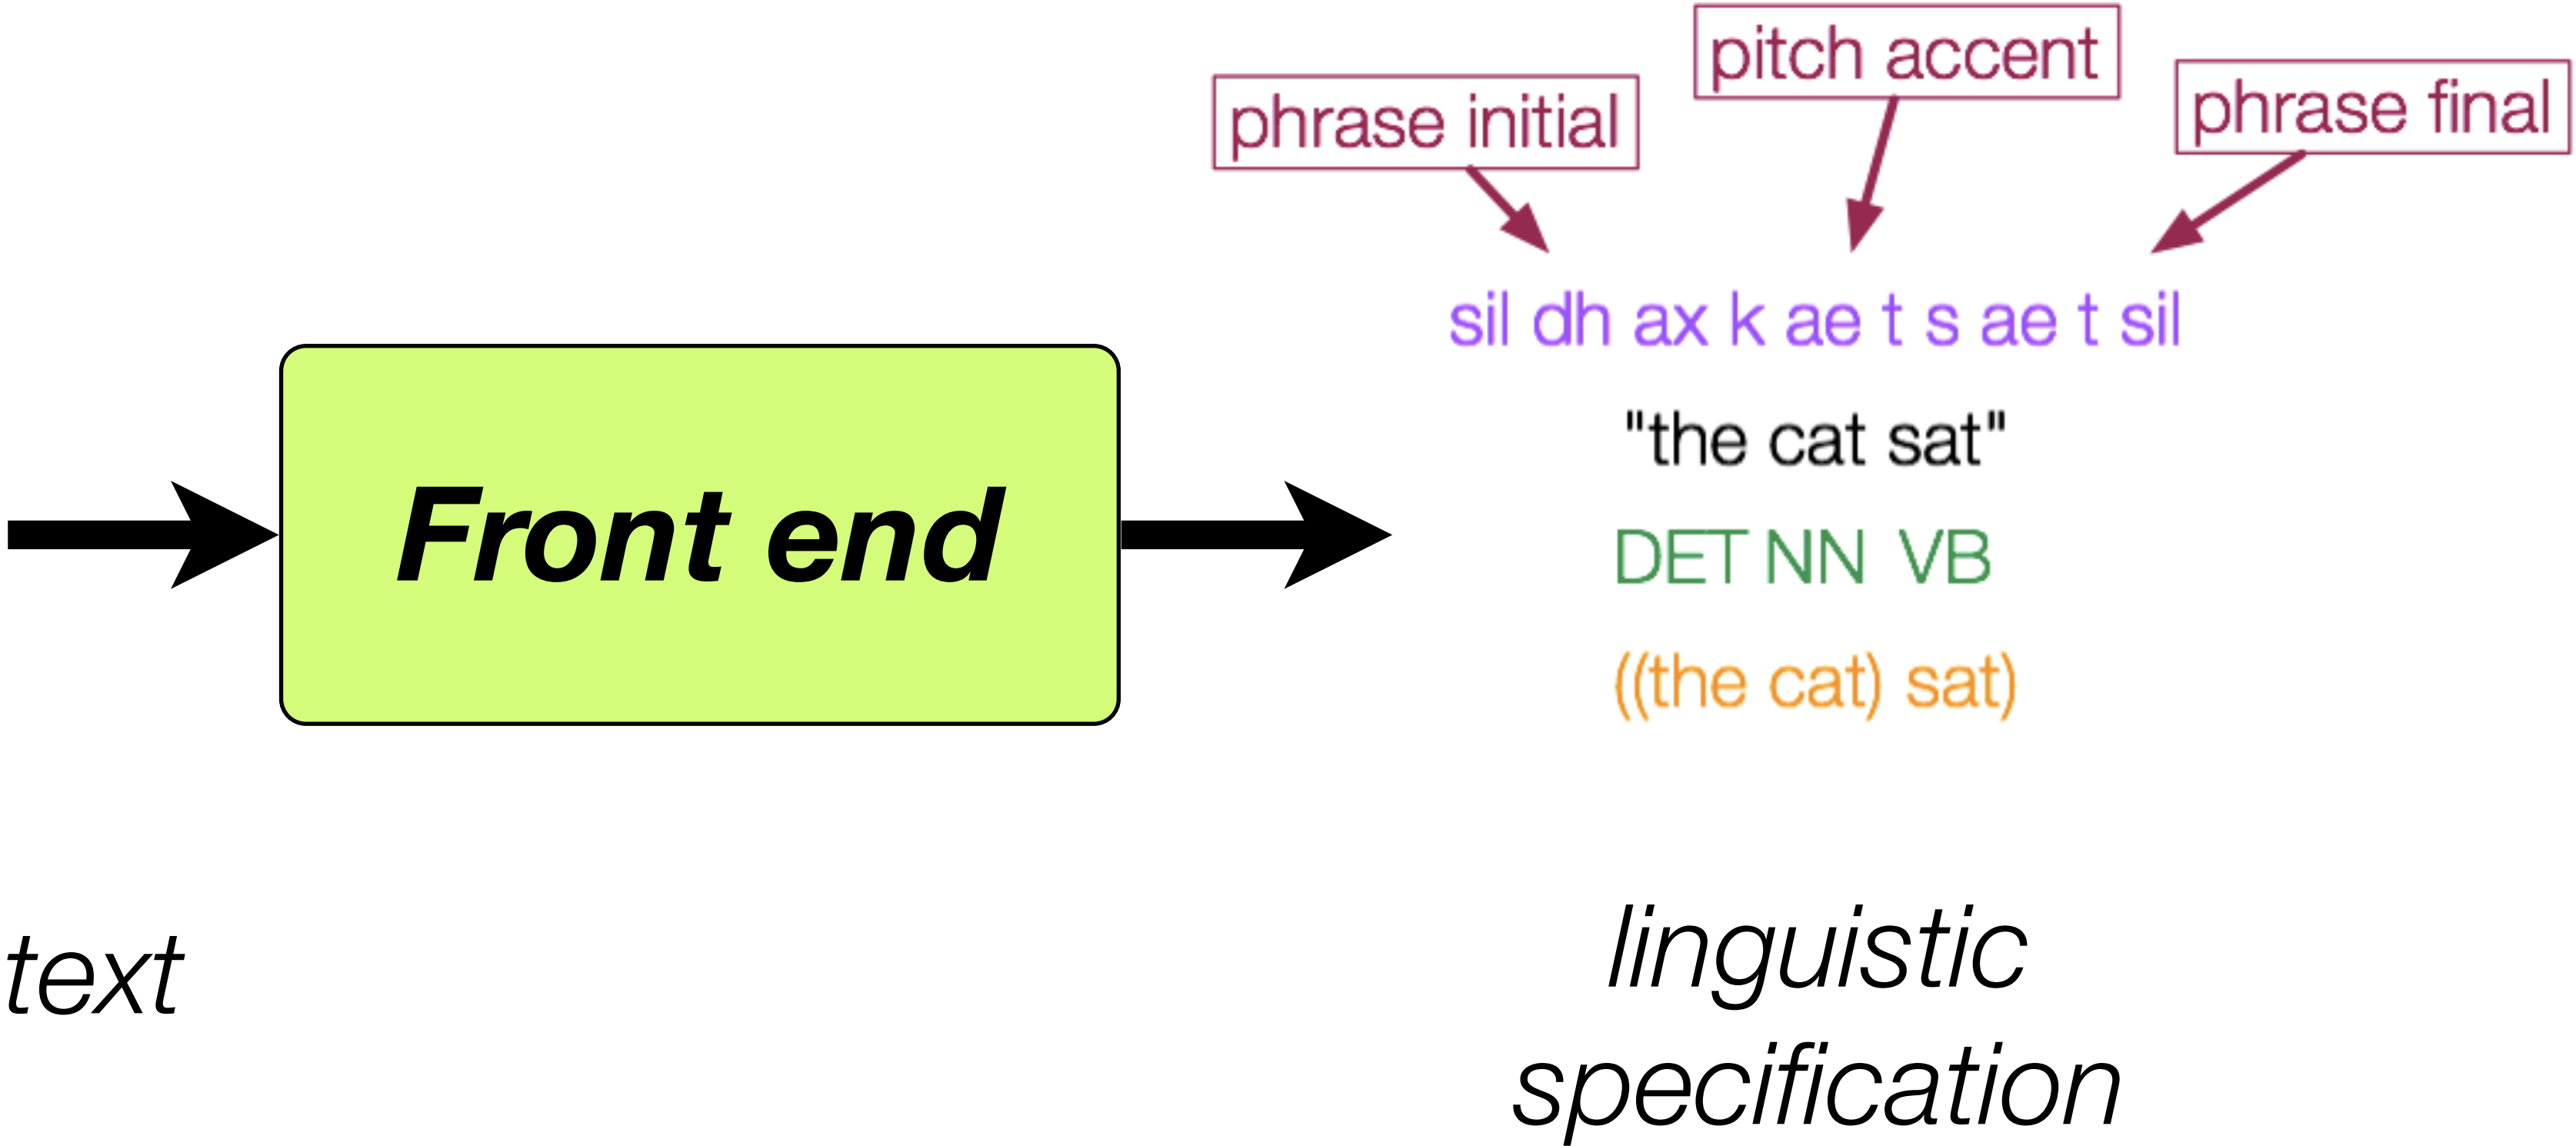 pitch accent
phrase initial
phrase final
sil dh ax k ae t s ae t sil
"the cat sat"
DET NN VB
((the cat) sat)
Front end
text
linguistic
specification